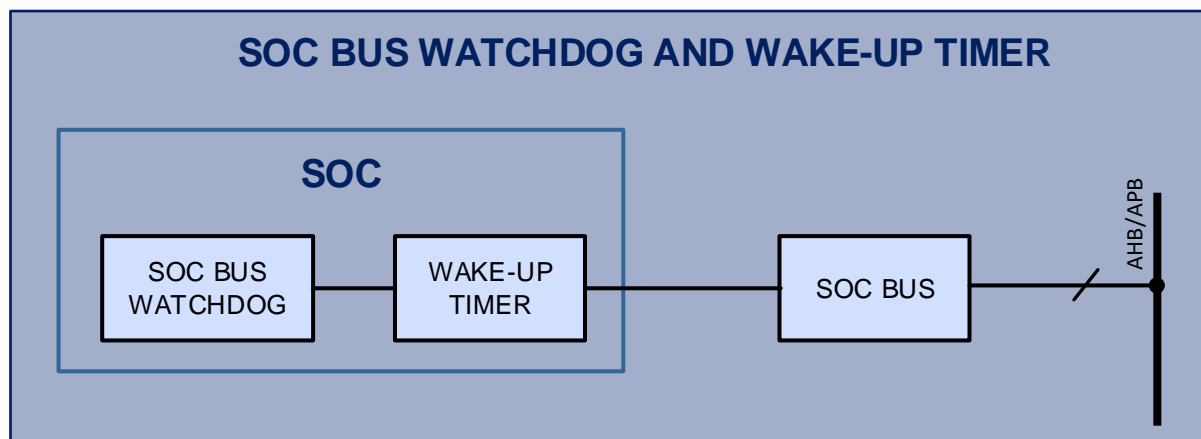 SOC BUS WATCHDOG AND WAKE-UP TIMER
SOC
SOC BUS
WATCHDOG
WAKE-UP
TIMER
SOC BUS
AHB/APB